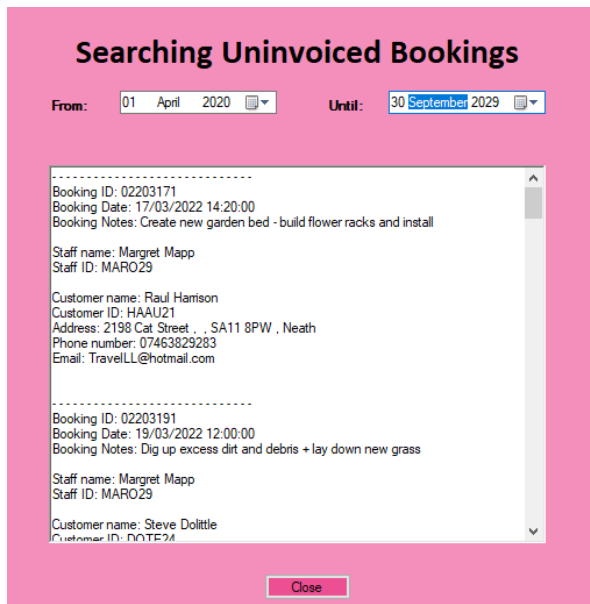 Searching Uninvoiced Bookings
From: 01 April 2020 Until: 30 September 2029
- - - - - - - - - - - - - - - - - - - - - - - - - - - - -
Booking ID: 02203171
Booking Date: 17/03/2022 14:20:00
Booking Notes: Create new garden bed - build flower racks and install
Staff name: Margret Mapp
Staff ID: MARO29
Customer name: Raul Harrison
Customer ID: HAAU21
Address: 2198 Cat Street , , SA11 8PW , Neath
Phone number: 07463829283
Email: TravelLL@hotmail.com
- - - - - - - - - - - - - - - - - - - - - - - - - - - - -
Booking ID: 02203191
Booking Date: 19/03/2022 12:00:00
Booking Notes: Dig up excess dirt and debris + lay down new grass
Staff name: Margret Mapp
Staff ID: MARO29
Customer name: Steve Dolittle
Customer ID: DOTE24
Close